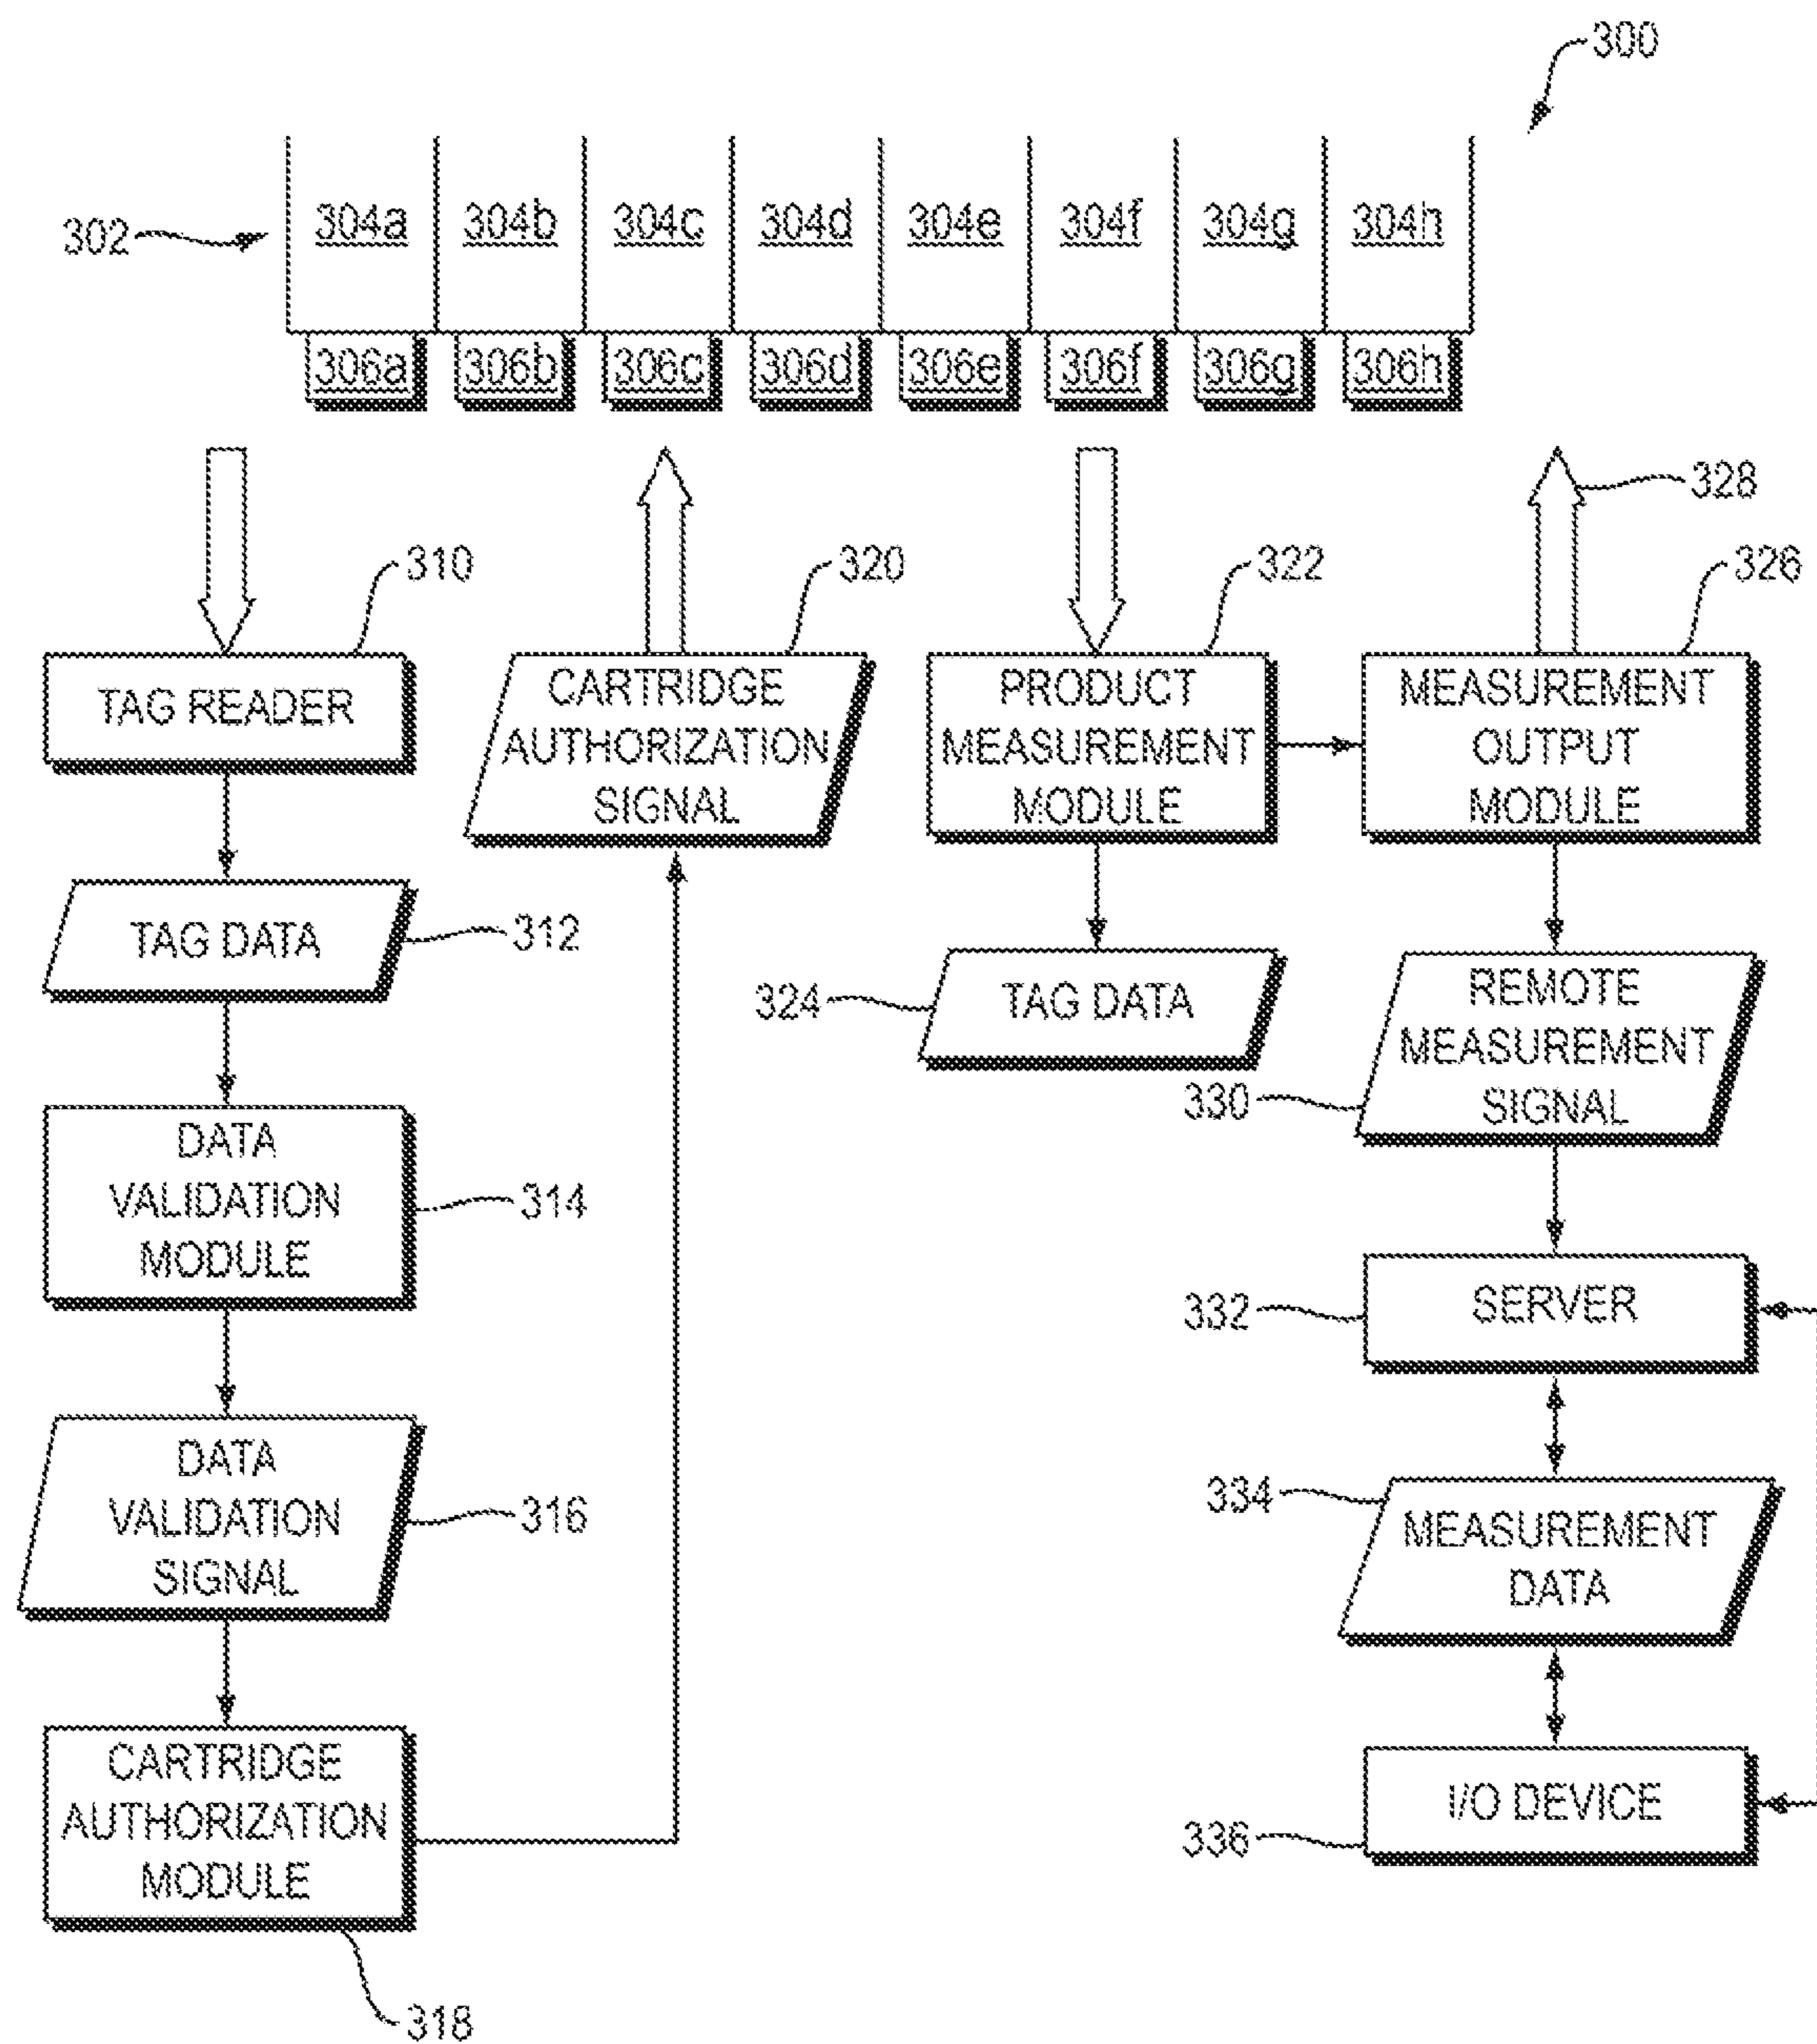 300
302
304a 304b 304c 304d 304e 304f 304g 304h
306a 306b 306c 306d 306e 306f 306g 306h
328
310
320
322
326
TAG READER
CARTRIDGE
AUTHORIZATION
SIGNAL
PRODUCT
MEASUREMENT
MODULE
MEASUREMENT
OUTPUT
MODULE
TAG DATA
312
324
TAG DATA
REMOTE
MEASUREMENT
SIGNAL
330
DATA
VALIDATION
MODULE
314
332
SERVER
DATA
VALIDATION
SIGNAL
316
334
MEASUREMENT
DATA
CARTRIDGE
AUTHORIZATION
MODULE
318
I/O DEVICE
336